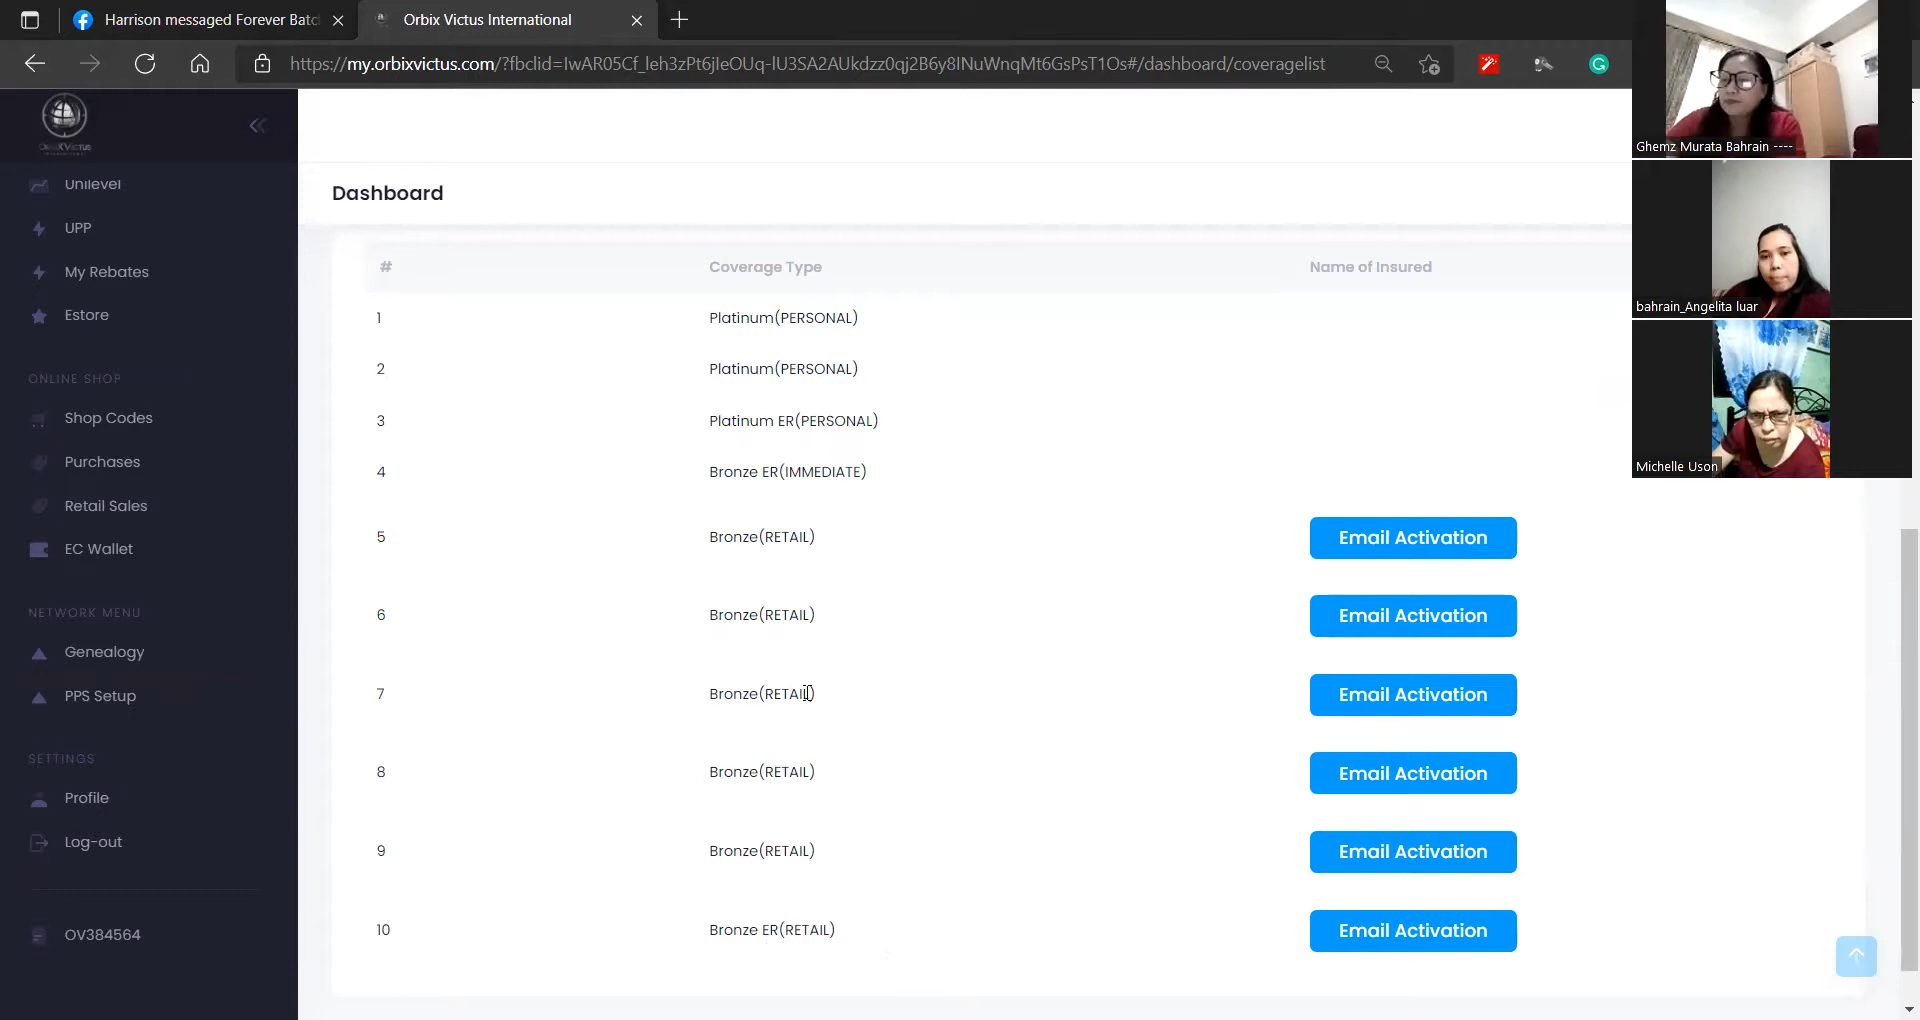 Harrison messaged Forever Batc
Orbix Victus International
https://my.orbixvictus.com/?fbclid=IwAR05Cf_leh3zPt6jIeOUq-IU3SA2AUkdzz0qj2B6y8INuWnqMt6GsPsT1Os#/dashboard/coveragelist
Ghemz Murata Bahrain ----
bahrain_Angelita luar
Michelle Uson
Unilevel
UPP
My Rebates
Estore
ONLINE SHOP
Shop Codes
Purchases
Retail Sales
EC Wallet
NETWORK MENU
Genealogy
PPS Setup
SETTINGS
Profile
Log-out
OV384564
Dashboard
# Coverage Type Name of Insured
1 Platinum(PERSONAL)
2 Platinum(PERSONAL)
3 Platinum ER(PERSONAL)
4 Bronze ER(IMMEDIATE)
5 Bronze(RETAIL) Email Activation
6 Bronze(RETAIL) Email Activation
7 Bronze(RETAIL) Email Activation
8 Bronze(RETAIL) Email Activation
9 Bronze(RETAIL) Email Activation
10 Bronze ER(RETAIL) Email Activation